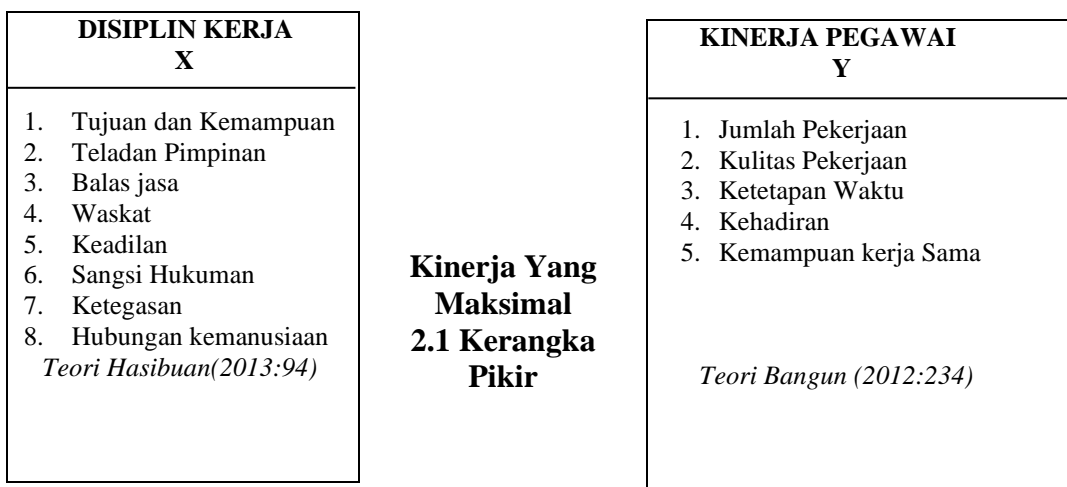 DISIPLIN KERJA
X
1. Tujuan dan Kemampuan
2. Teladan Pimpinan
3. Balas jasa
4. Waskat
5. Keadilan
6. Sangsi Hukuman
7. Ketegasan
8. Hubungan kemanusiaan
Teori Hasibuan(2013:94)
Kinerja Yang
Maksimal
2.1 Kerangka
Pikir
KINERJA PEGAWAI
Y
1. Jumlah Pekerjaan
2. Kulitas Pekerjaan
3. Ketetapan Waktu
4. Kehadiran
5. Kemampuan kerja Sama
Teori Bangun (2012:234)